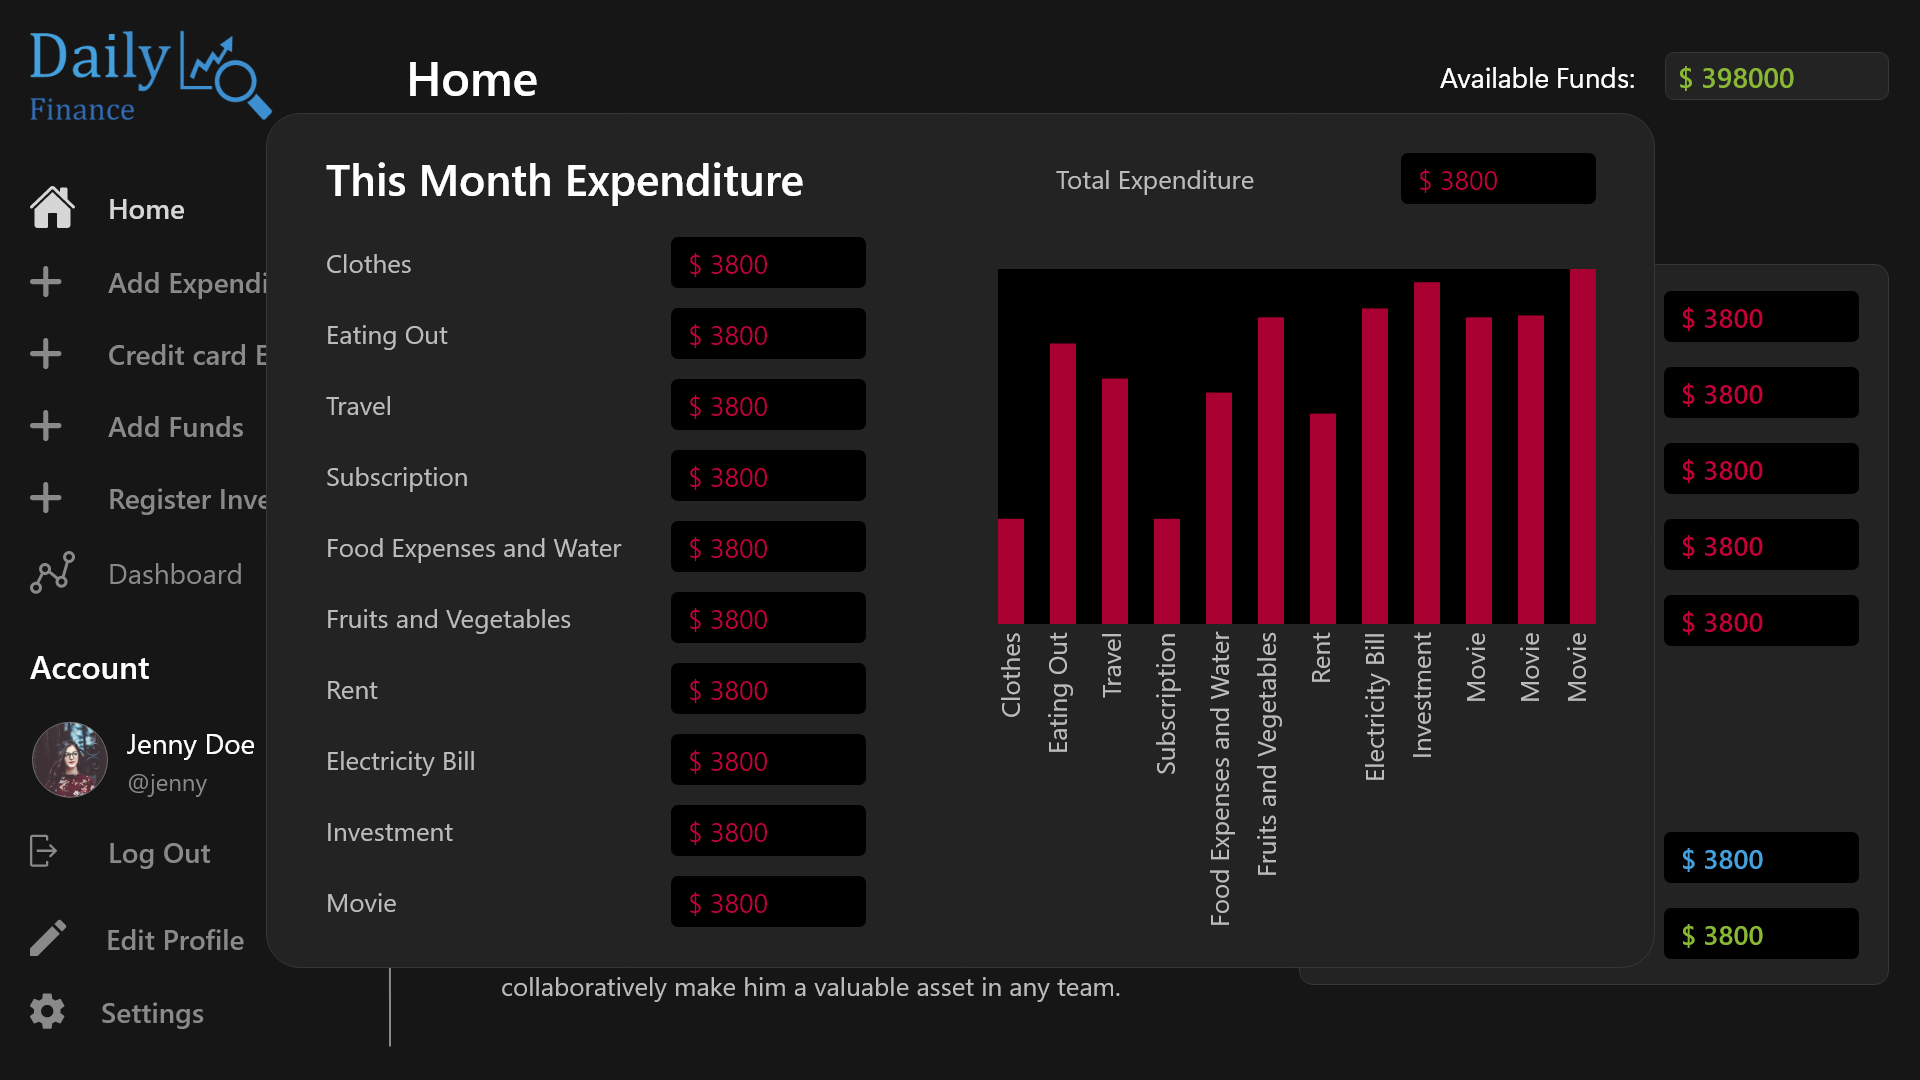 Daily
Finance
Home
Available Funds:
$ 398000
Home
Add Expendi
Credit card E
Add Funds
Register Inve
Dashboard
Account
Jenny Doe
@jenny
Log Out
Edit Profile
Settings
This Month Expenditure
Total Expenditure
$ 3800
Clothes
$ 3800
Eating Out
$ 3800
Travel
$ 3800
Subscription
$ 3800
Food Expenses and Water
$ 3800
Fruits and Vegetables
$ 3800
Rent
$ 3800
Electricity Bill
$ 3800
Investment
$ 3800
Movie
$ 3800
Clothes
Eating Out
Travel
Subscription
Food Expenses and Water
Fruits and Vegetables
Rent
Electricity Bill
Investment
Movie
Movie
Movie
$ 3800
$ 3800
$ 3800
$ 3800
$ 3800
$ 3800
$ 3800
collaboratively make him a valuable asset in any team.